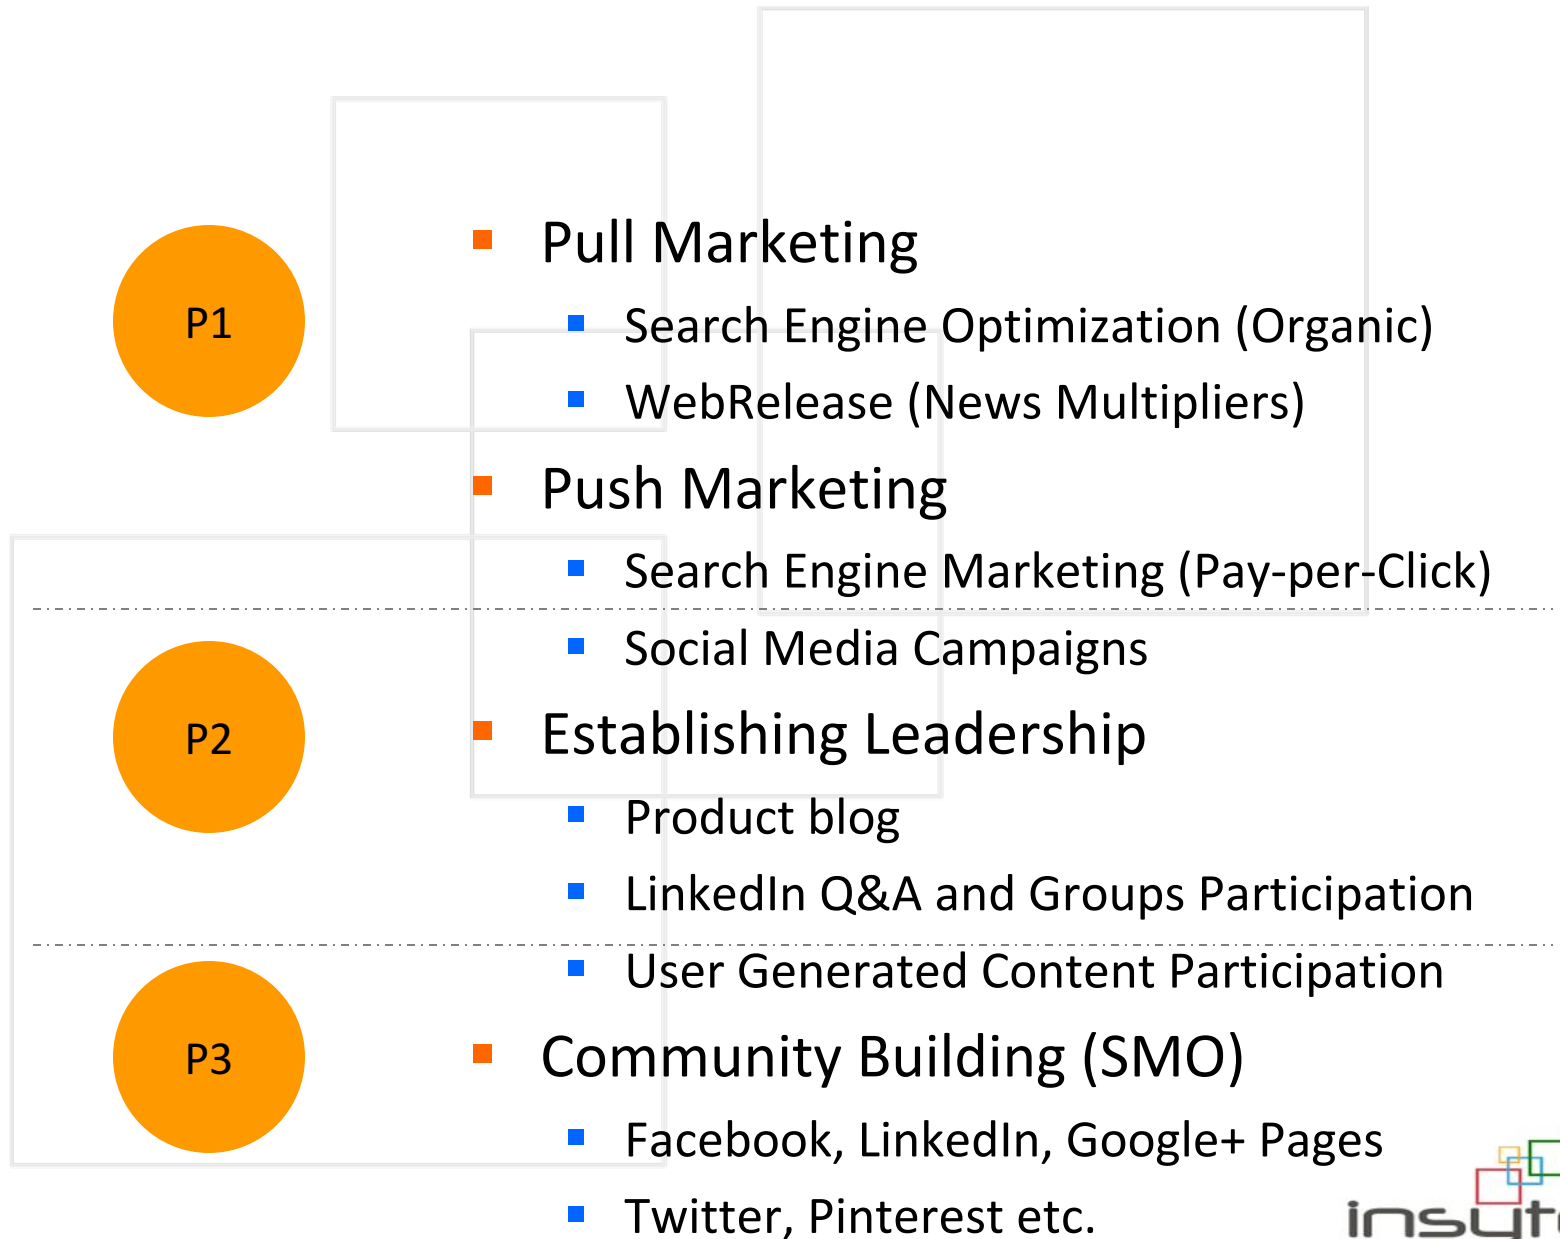 Pull Marketing
P1
Search Engine Optimization (Organic)
WebRelease (News Multipliers)
Push Marketing
Search Engine Marketing (Pay-per-Click)
Social Media Campaigns
P2
Establishing Leadership
Product blog
LinkedIn Q&A and Groups Participation
User Generated Content Participation
P3
Community Building (SMO)
Facebook, LinkedIn, Google+ Pages
Twitter, Pinterest etc.